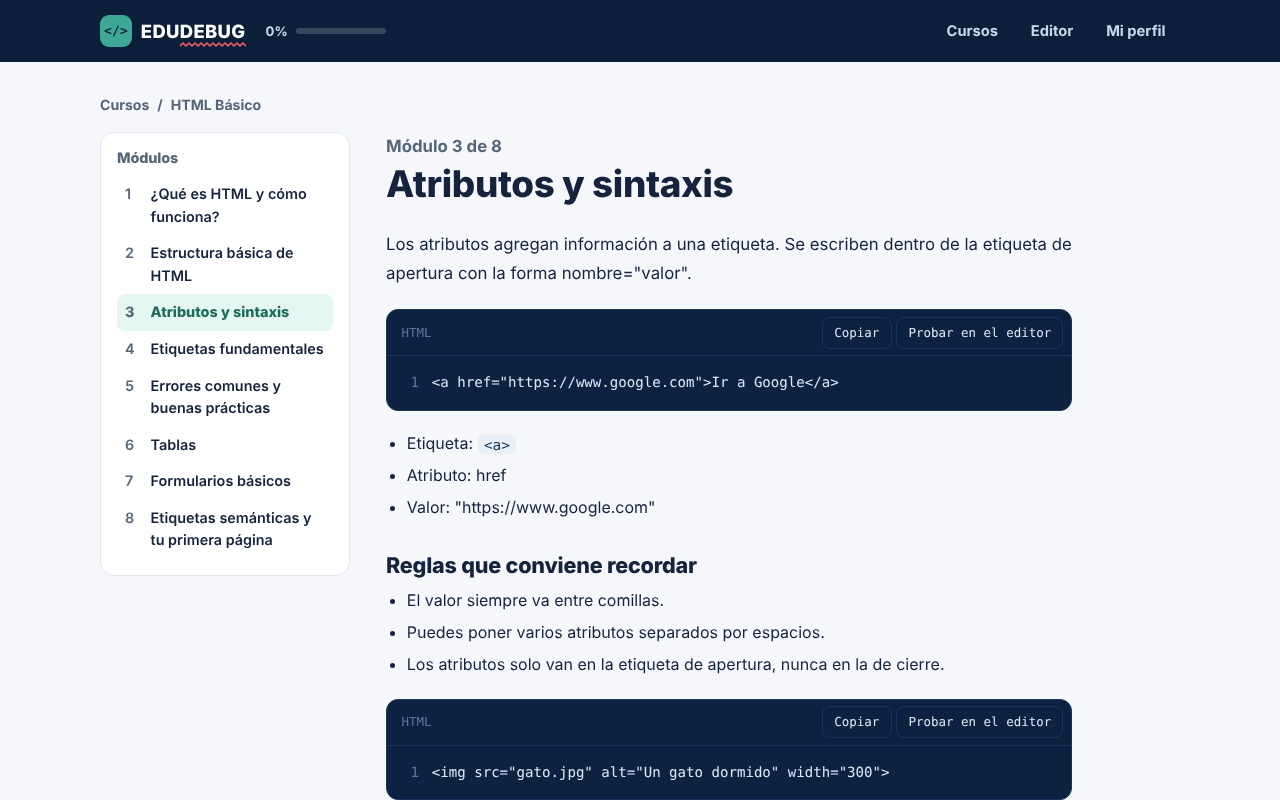 </> EDUDEBUG 0% Cursos Editor Mi perfil
Cursos / HTML Básico
Módulos
1 ¿Qué es HTML y cómo
funciona?
2 Estructura básica de
HTML
3 Atributos y sintaxis
4 Etiquetas fundamentales
5 Errores comunes y
buenas prácticas
6 Tablas
7 Formularios básicos
8 Etiquetas semánticas y
tu primera página
Módulo 3 de 8
Atributos y sintaxis
Los atributos agregan información a una etiqueta. Se escriben dentro de la etiqueta de
apertura con la forma nombre="valor".
HTML Copiar Probar en el editor
1 <a href="https://www.google.com">Ir a Google</a>
• Etiqueta: <a>
• Atributo: href
• Valor: "https://www.google.com"
Reglas que conviene recordar
• El valor siempre va entre comillas.
• Puedes poner varios atributos separados por espacios.
• Los atributos solo van en la etiqueta de apertura, nunca en la de cierre.
HTML Copiar Probar en el editor
1 <img src="gato.jpg" alt="Un gato dormido" width="300">